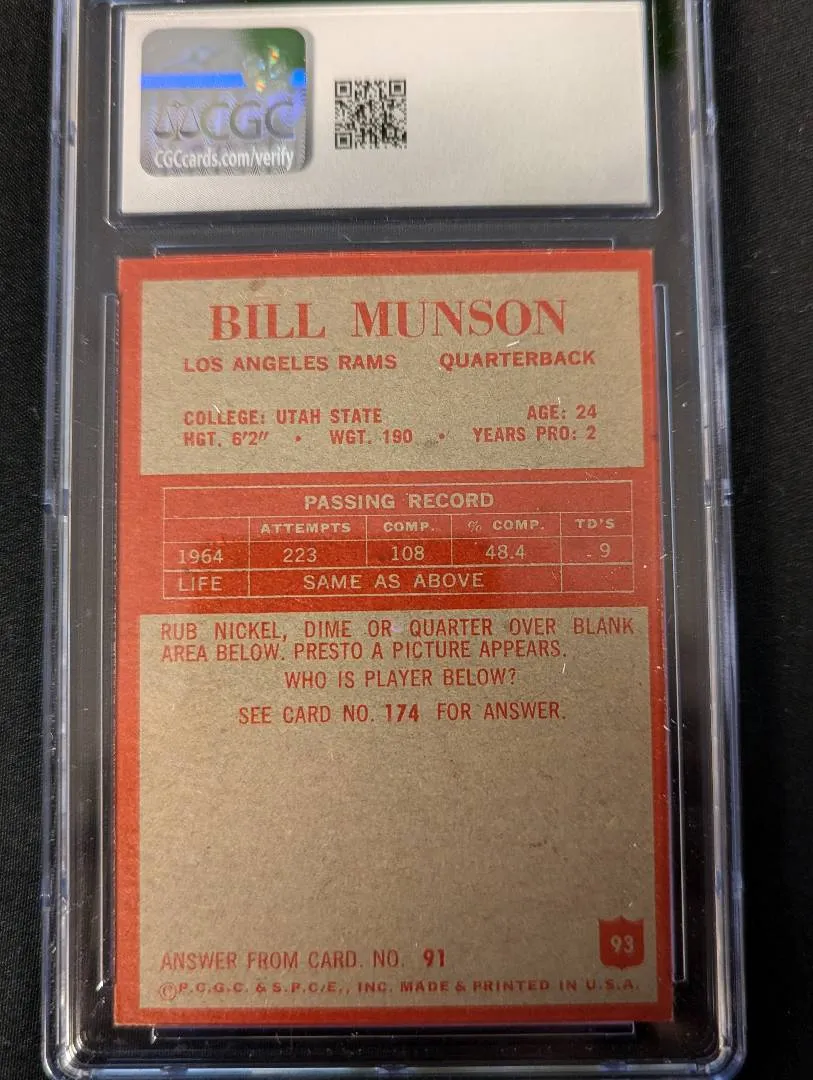 CGC
CGCcards.com/verify
BILL MUNSON
LOS ANGELES RAMS QUARTERBACK
COLLEGE: UTAH STATE AGE: 24
HGT. 6'2" • WGT. 190 • YEARS PRO: 2
PASSING RECORD
ATTEMPTS COMP. % COMP. TD'S
1964 223 108 48.4 9
LIFE SAME AS ABOVE
RUB NICKEL, DIME OR QUARTER OVER BLANK
AREA BELOW. PRESTO A PICTURE APPEARS.
WHO IS PLAYER BELOW?
SEE CARD NO. 174 FOR ANSWER.
93
ANSWER FROM CARD. NO. 91
©P.C.G.C. & S.P.C/E., INC. MADE & PRINTED IN U.S.A.